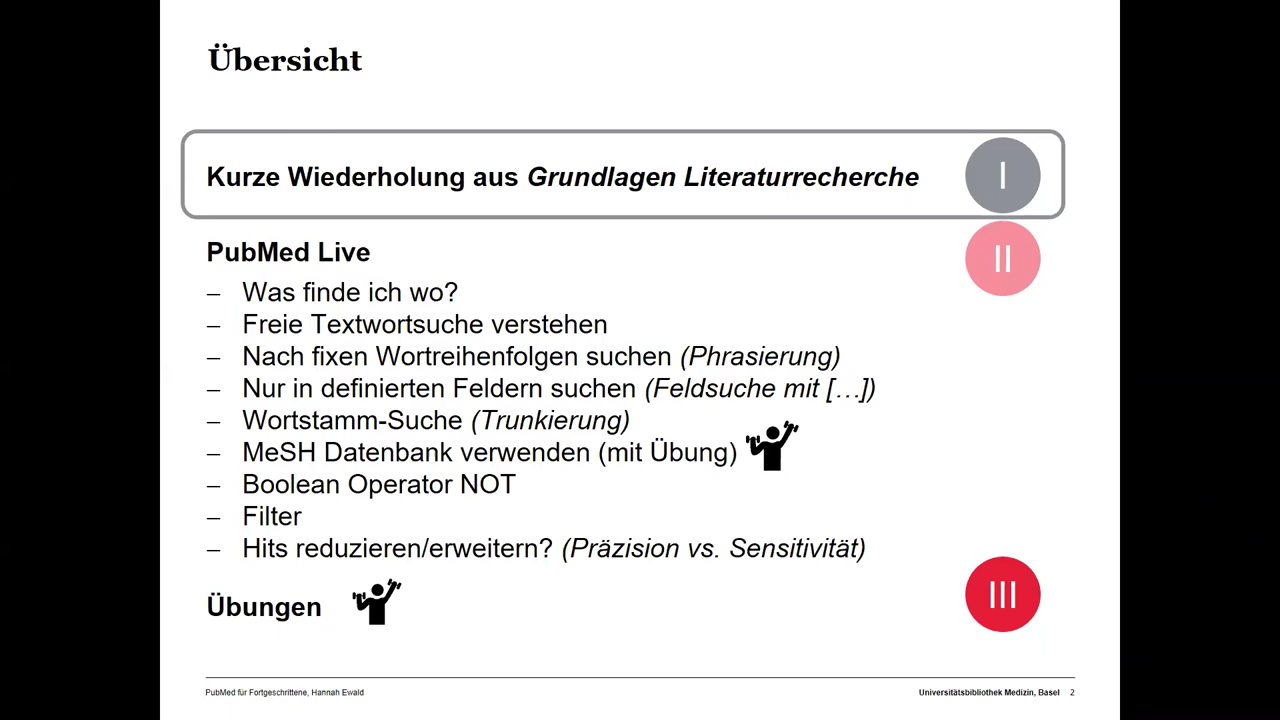 Übersicht
Kurze Wiederholung aus Grundlagen Literaturrecherche
I
PubMed Live
II
– Was finde ich wo?
– Freie Textwortsuche verstehen
– Nach fixen Wortreihenfolgen suchen (Phrasierung)
– Nur in definierten Feldern suchen (Feldsuche mit […])
– Wortstamm-Suche (Trunkierung)
– MeSH Datenbank verwenden (mit Übung)
– Boolean Operator NOT
– Filter
– Hits reduzieren/erweitern? (Präzision vs. Sensitivität)
Übungen
III
PubMed für Fortgeschrittene, Hannah Ewald
Universitätsbibliothek Medizin, Basel 2